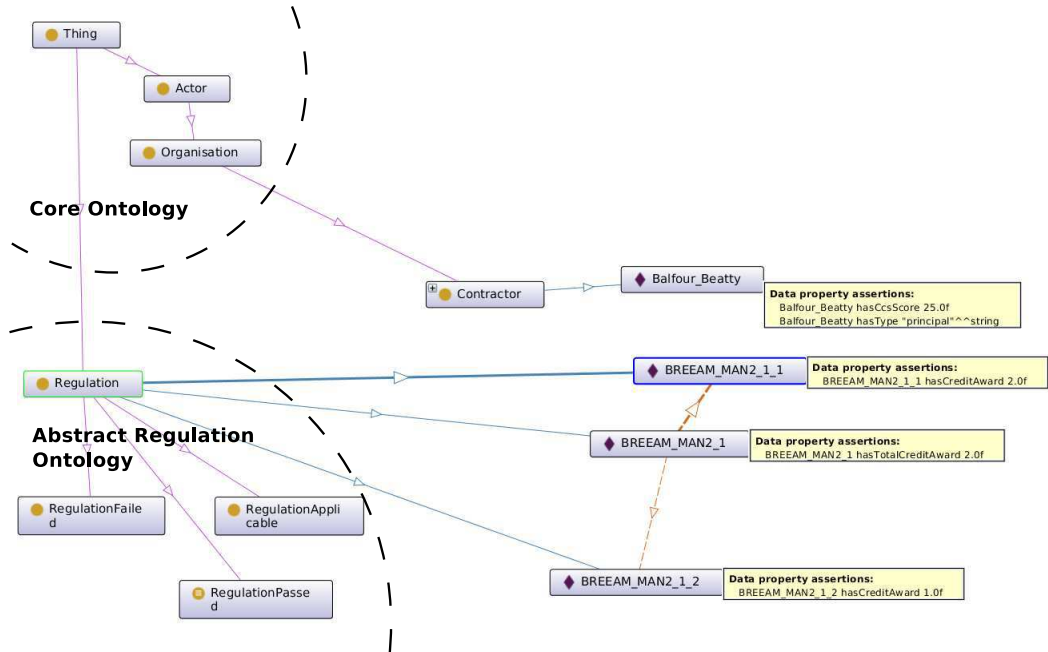 Thing
Actor
Organisation
Core Ontology
Contractor
Balfour_Beatty
Data property assertions:
Balfour_Beatty hasCcsScore 25.0f
Balfour_Beatty hasType "principal"^^string
Regulation
BREEAM_MAN2_1_1
Data property assertions:
BREEAM_MAN2_1_1 hasCreditAward 2.0f
Abstract Regulation
Ontology
BREEAM_MAN2_1
Data property assertions:
BREEAM_MAN2_1 hasTotalCreditAward 2.0f
RegulationFaile
d
RegulationAppli
cable
BREEAM_MAN2_1_2
Data property assertions:
BREEAM_MAN2_1_2 hasCreditAward 1.0f
RegulationPasse
d